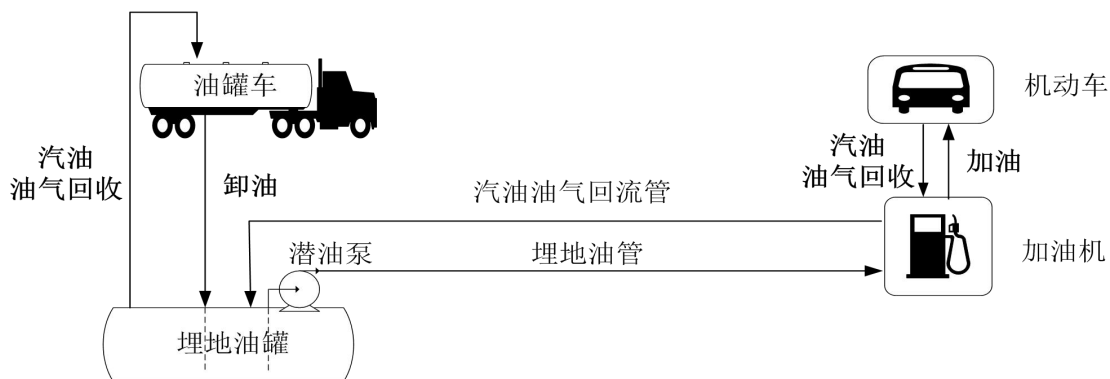 油罐车
机动车
汽油
油气回收
卸油
汽油
油气回收
加油
汽油油气回流管
潜油泵
埋地油管
加油机
埋地油罐